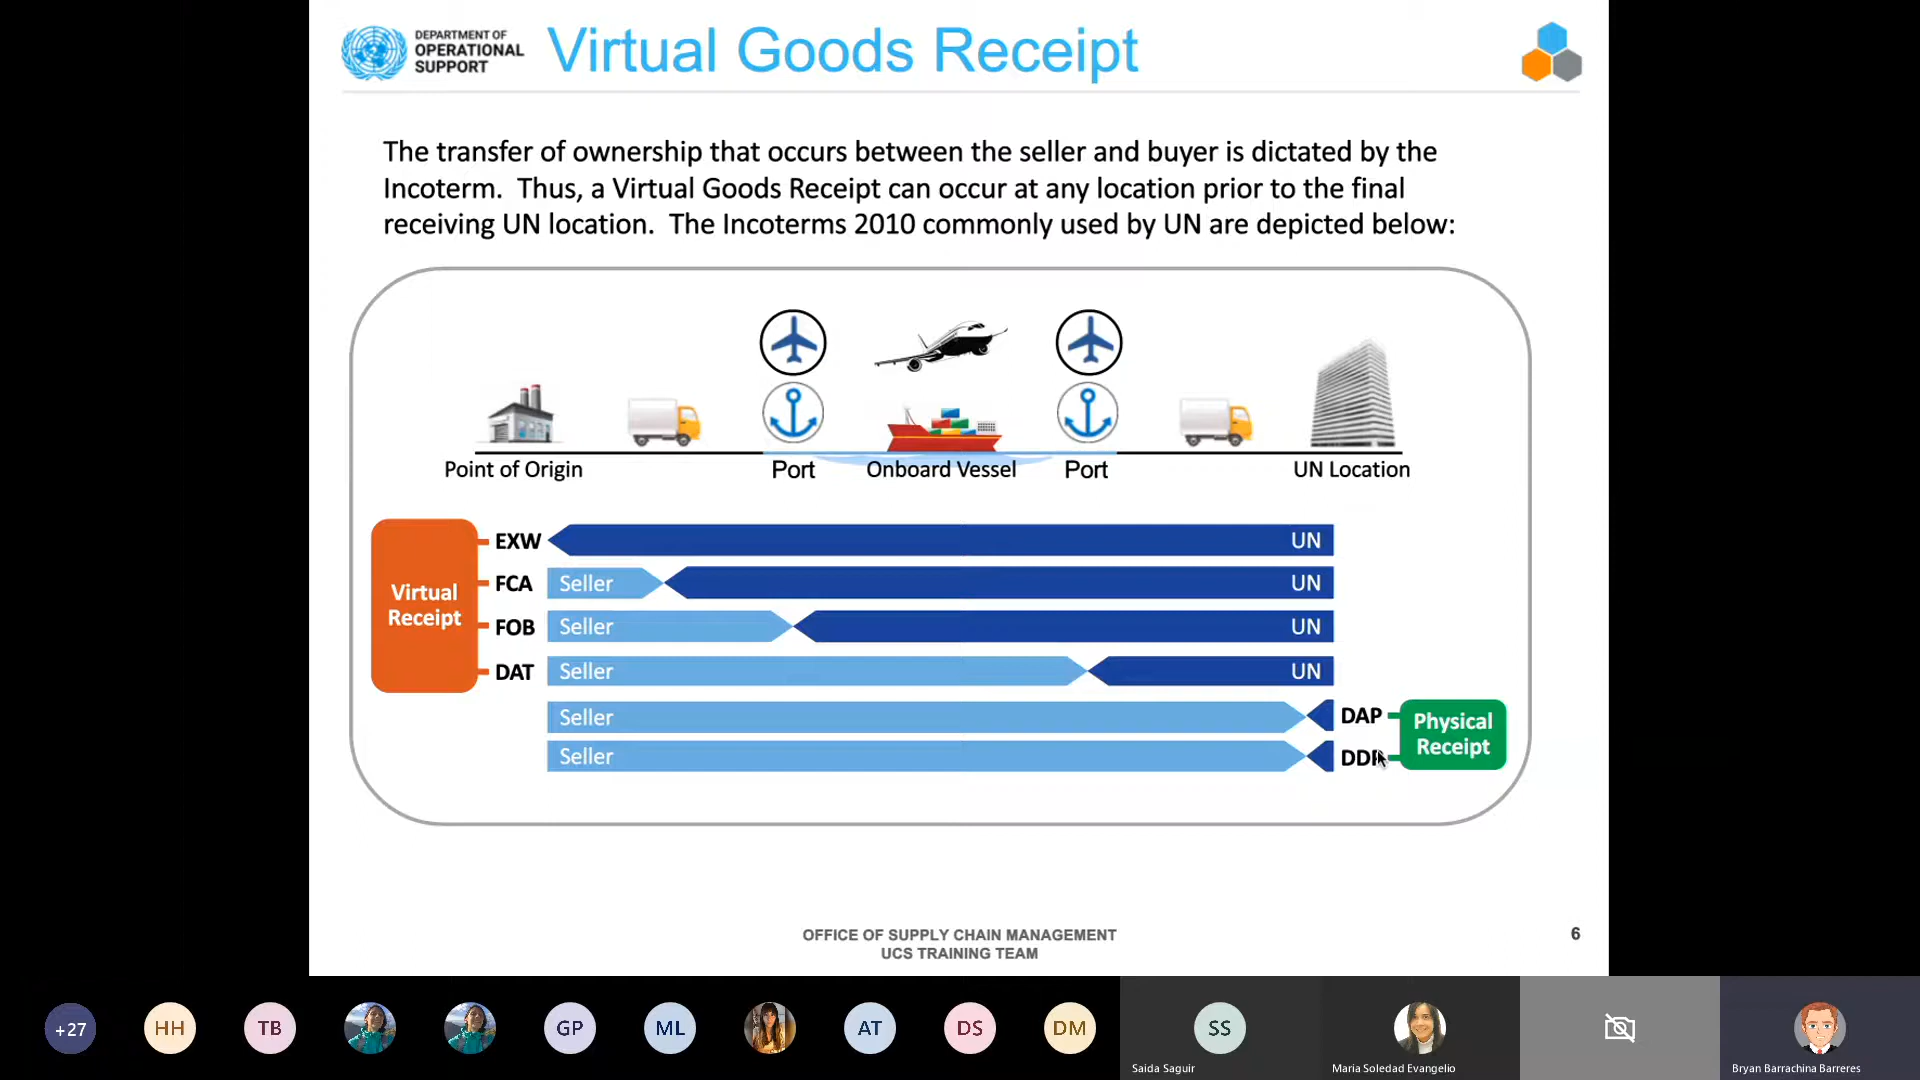 DEPARTMENT OF
OPERATIONAL
SUPPORT
Virtual Goods Receipt
The transfer of ownership that occurs between the seller and buyer is dictated by the
Incoterm. Thus, a Virtual Goods Receipt can occur at any location prior to the final
receiving UN location. The Incoterms 2010 commonly used by UN are depicted below:
Point of Origin
Port
Onboard Vessel
Port
UN Location
Virtual
Receipt
EXW
UN
FCA
Seller
UN
FOB
Seller
UN
DAT
Seller
UN
Seller
DAP
Seller
DDP
Physical
Receipt
OFFICE OF SUPPLY CHAIN MANAGEMENT
UCS TRAINING TEAM
6
+27
HH
TB
GP
ML
AT
DS
DM
SS
Saida Saguir
Maria Soledad Evangelio
Bryan Barrachina Barreres